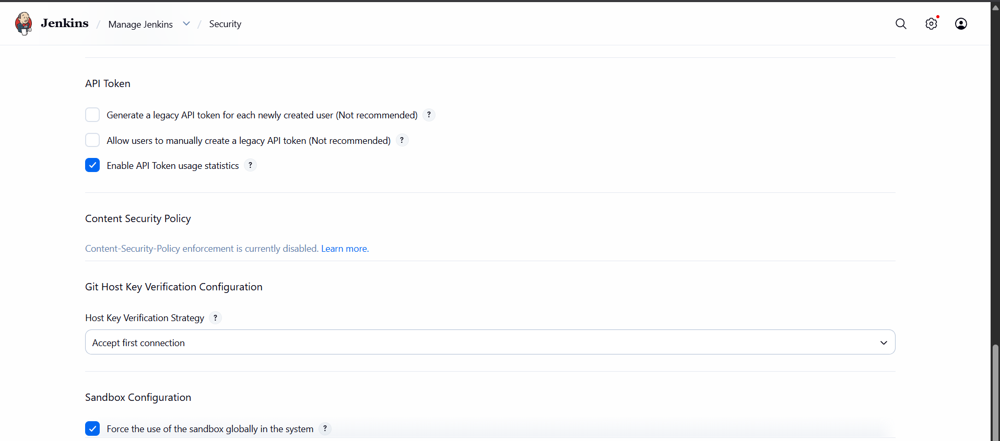 Jenkins / Manage Jenkins / Security
API Token
Generate a legacy API token for each newly created user (Not recommended) ?
Allow users to manually create a legacy API token (Not recommended) ?
Enable API Token usage statistics ?
Content Security Policy
Content-Security-Policy enforcement is currently disabled. Learn more.
Git Host Key Verification Configuration
Host Key Verification Strategy ?
Accept first connection
Sandbox Configuration
Force the use of the sandbox globally in the system ?